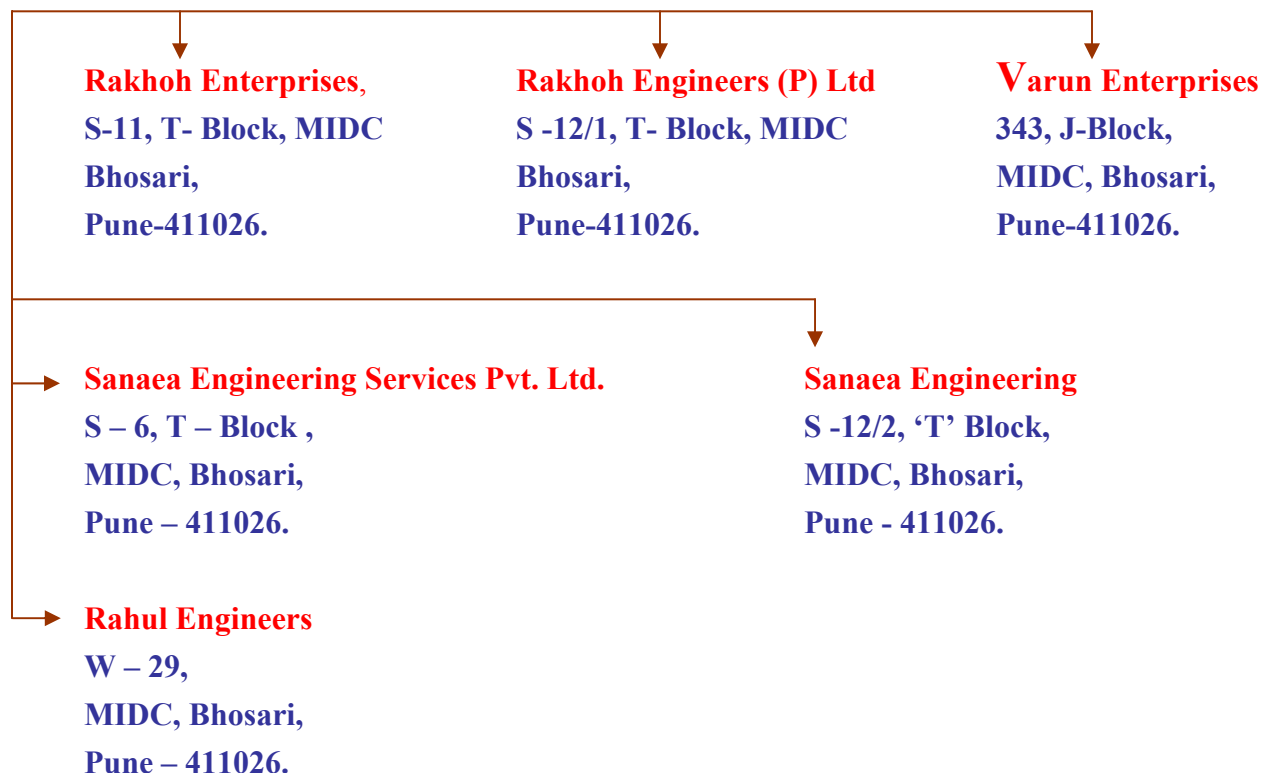 Rakhoh Enterprises,
S-11, T- Block, MIDC
Bhosari,
Pune-411026.
Rakhoh Engineers (P) Ltd
S -12/1, T- Block, MIDC
Bhosari,
Pune-411026.
Varun Enterprises
343, J-Block,
MIDC, Bhosari,
Pune-411026.
Sanaea Engineering Services Pvt. Ltd.
S – 6, T – Block ,
MIDC, Bhosari,
Pune – 411026.
Sanaea Engineering
S -12/2, ‘T’ Block,
MIDC, Bhosari,
Pune - 411026.
Rahul Engineers
W – 29,
MIDC, Bhosari,
Pune – 411026.